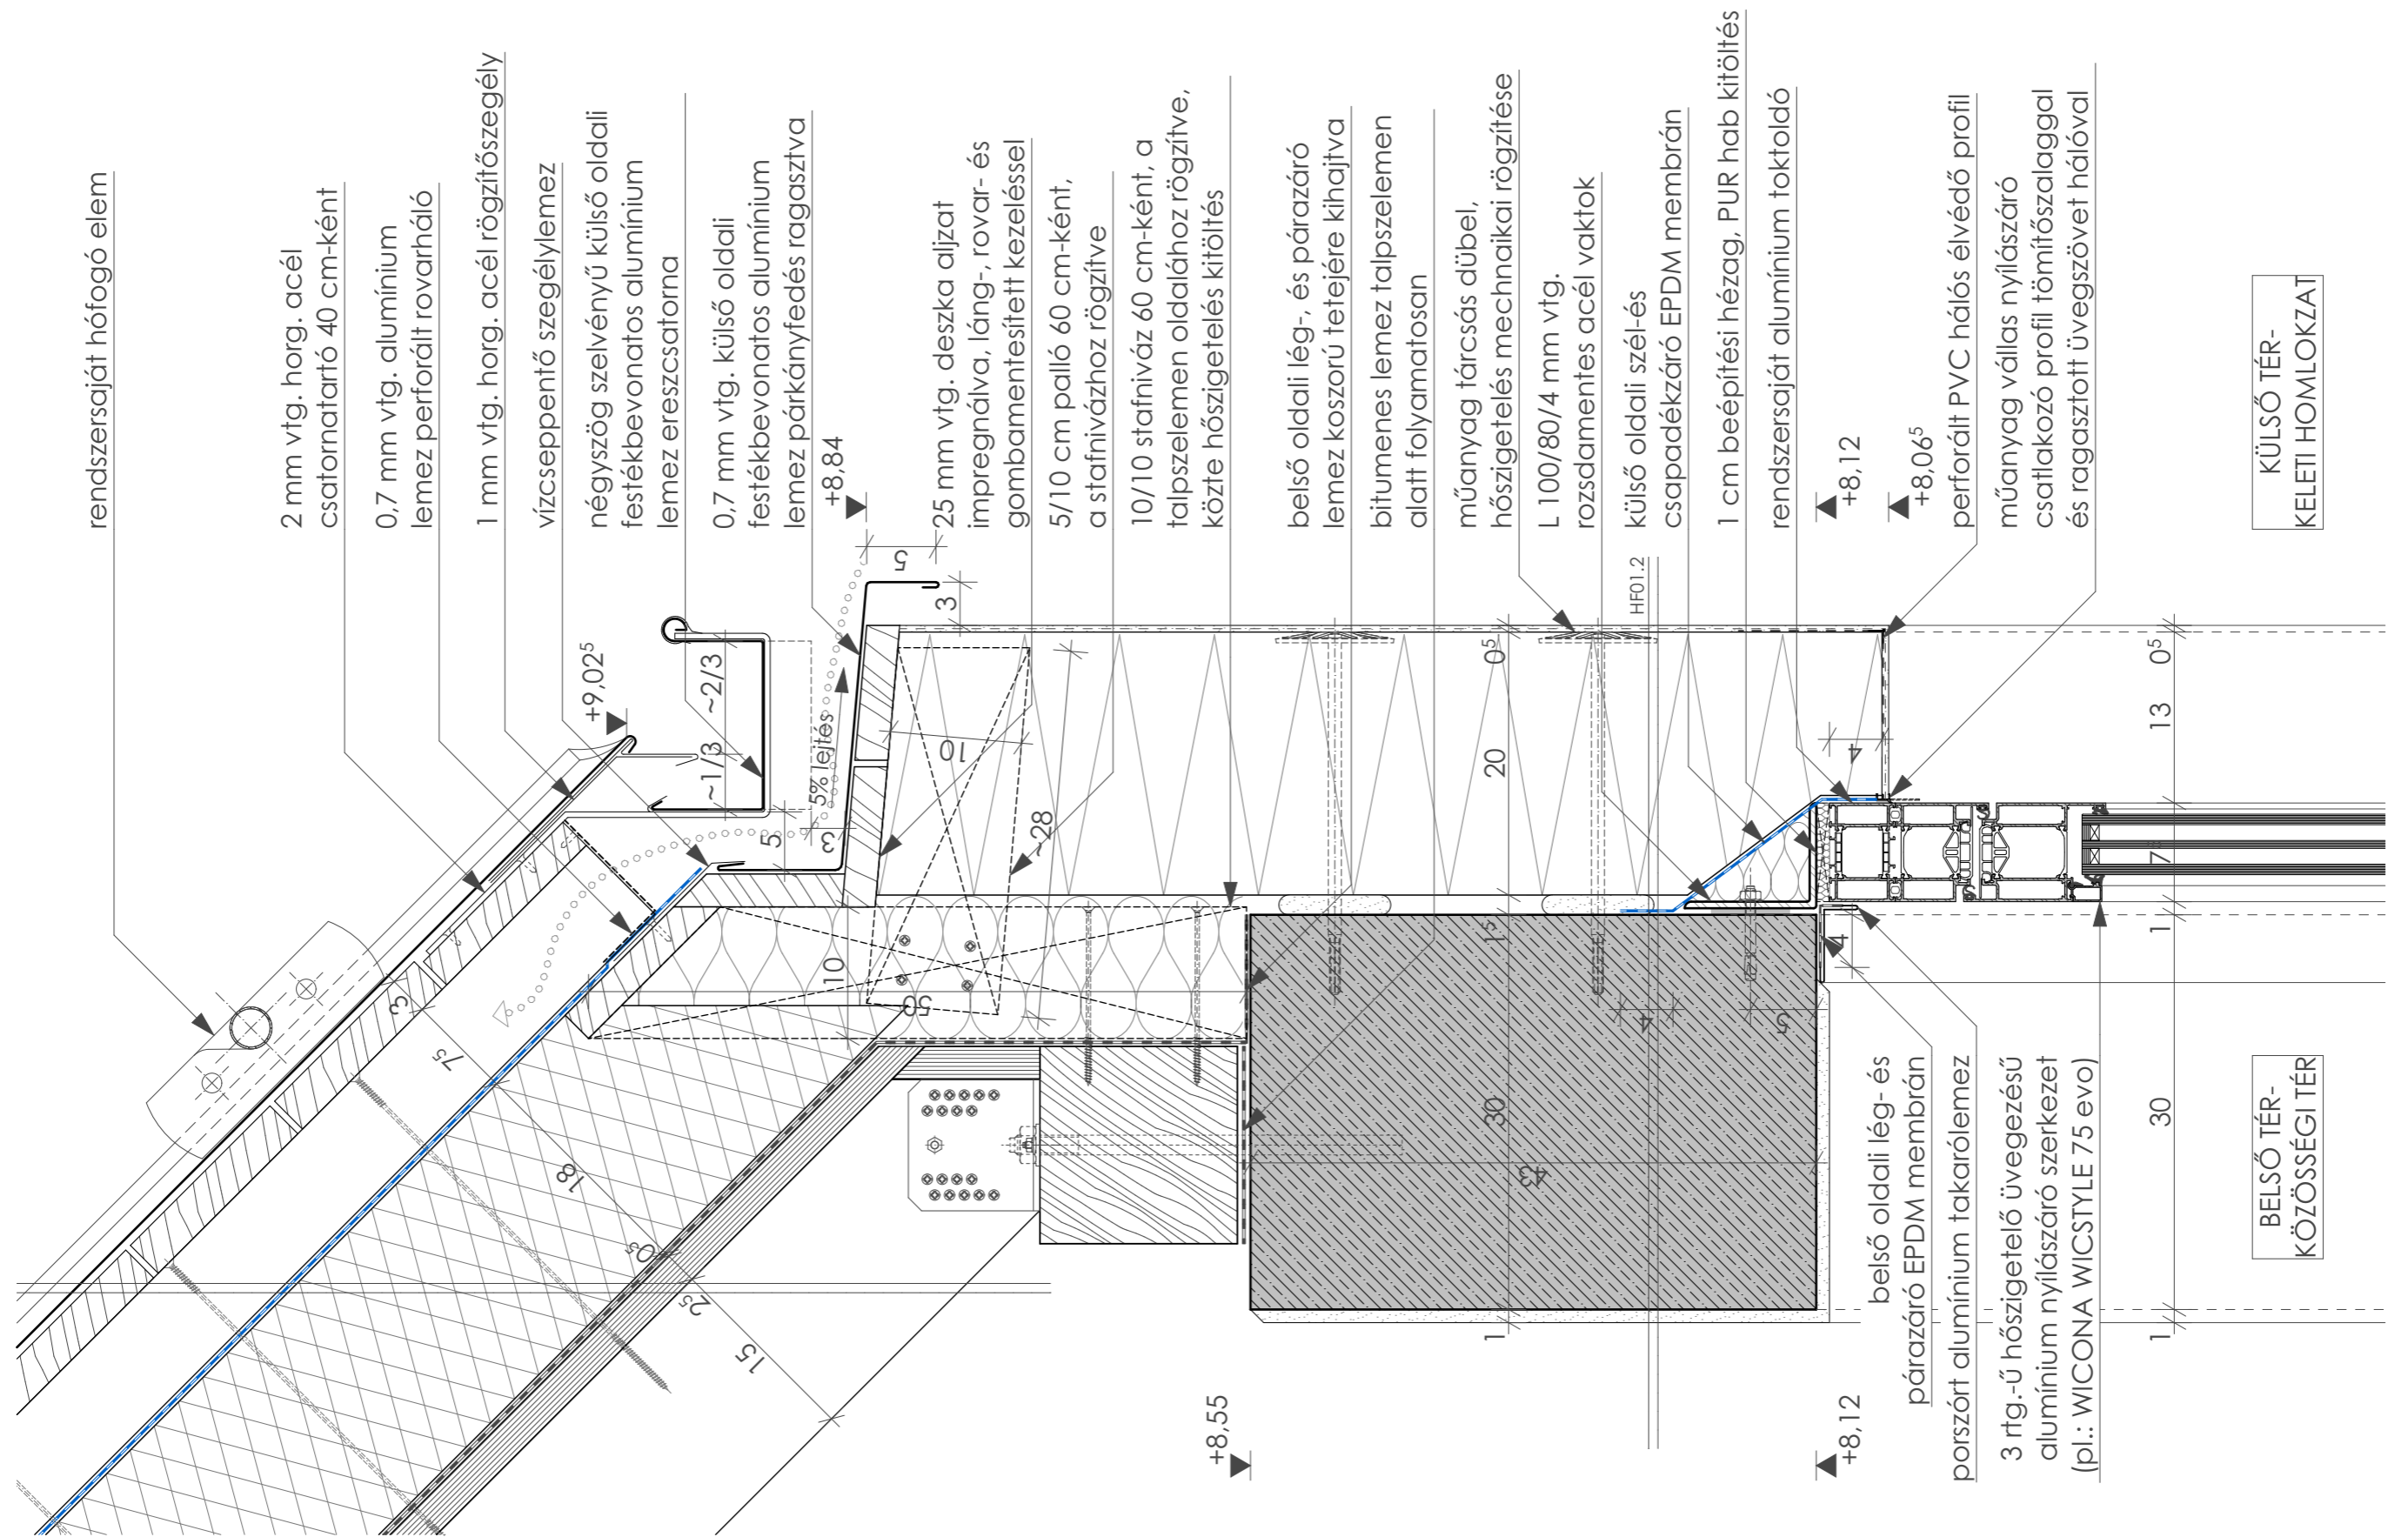 rendszersaját hófogó elem
2 mm vtg. horg. acél
csatornatartó 40 cm-ként
0,7 mm vtg. alumínium
lemez perforált rovarháló
1 mm vtg. horg. acél rögzítőszegély
vízcseppentő szegélylemez
négyszög szelvényű külső oldali
festékbevonatos alumínium
lemez ereszcsatorna
0,7 mm vtg. külső oldali
festékbevonatos alumínium
lemez párkányfedés ragasztva
+8,84
25 mm vtg. deszka aljzat
impregnálva, láng-, rovar- és
gombamentesített kezeléssel
5/10 cm palló 60 cm-ként,
a stafnivázhoz rögzítve
10/10 stafniváz 60 cm-ként, a
talpszelemen oldalához rögzítve,
közte hőszigetelés kitöltés
belső oldali lég-, és párazáró
lemez koszorú tetejére kihajtva
bitumenes lemez talpszelemen
alatt folyamatosan
műanyag tárcsás dübel,
hőszigetelés mechnaikai rögzítése
L 100/80/4 mm vtg.
rozsdamentes acél vaktok
külső oldali szél-és
csapadékzáró EPDM membrán
1 cm beépítési hézag, PUR hab kitöltés
rendszersaját alumínium toktoldó
+8,12
+8,06⁵
perforált PVC hálós élvédő profil
műanyag vállas nyílászáró
csatlakozó profil tömítőszalaggal
és ragasztott üvegszövet hálóval
KÜLSŐ TÉR-
KELETI HOMLOKZAT
+9,02⁵
~1/3
~2/3
5% lejtés
5
3
5
3
10
~28
10
50
HF01.2
0⁵
20
1⁵
30
1
4
5
43
4
4
0⁵
13
7⁵
1
30
1
3
7⁵
18
0⁵
2⁵
15
+8,55
+8,12
belső oldali lég- és
párazáró EPDM membrán
porszórt alumínium takarólemez
3 rtg.-ű hőszigetelő üvegezésű
alumínium nyílászáró szerkezet
(pl.: WICONA WICSTYLE 75 evo)
BELSŐ TÉR-
KÖZÖSSÉGI TÉR